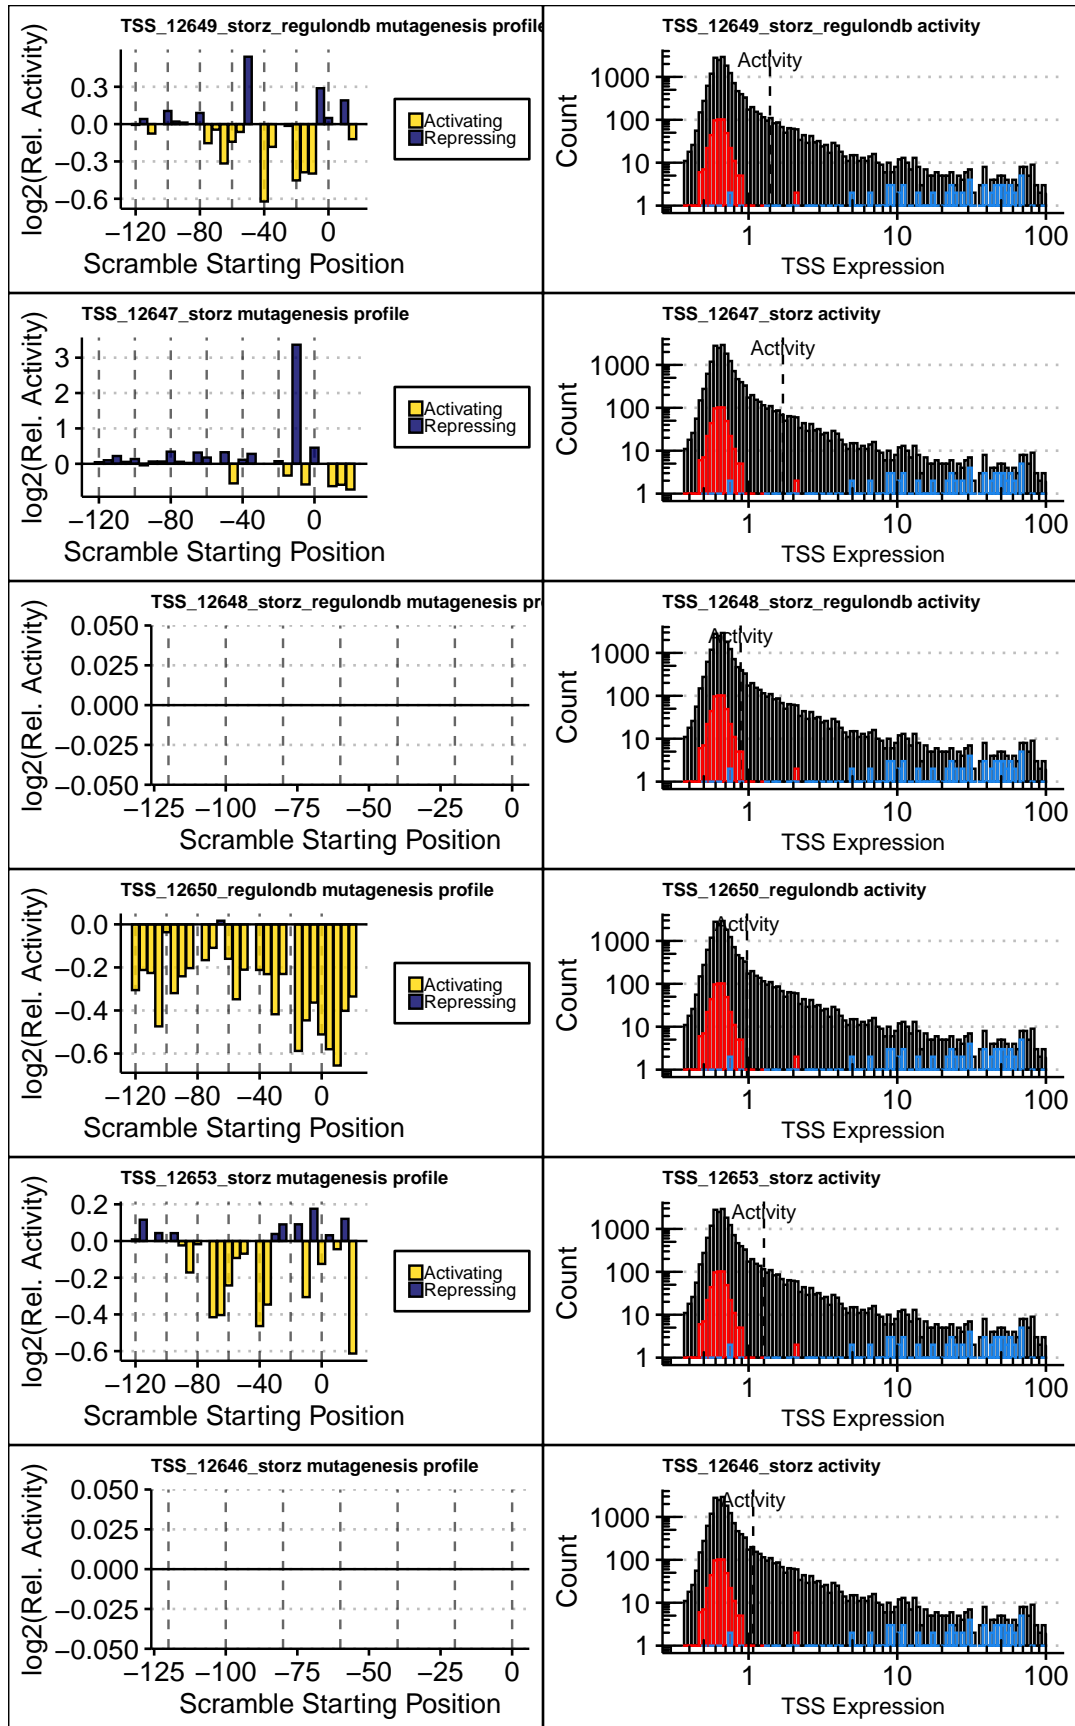 TSS_12649_storz_regulondb mutagenesis profile
log2(Rel. Activity)
0.3
0.0
−0.3
−0.6
−120 −80 −40 0
Scramble Starting Position
Activating
Repressing
TSS_12649_storz_regulondb activity
Activity
Count
1000
100
10
1
1 10 100
TSS Expression
TSS_12647_storz mutagenesis profile
log2(Rel. Activity)
3
2
1
0
−120 −80 −40 0
Scramble Starting Position
Activating
Repressing
TSS_12647_storz activity
Activity
Count
1000
100
10
1
1 10 100
TSS Expression
TSS_12648_storz_regulondb mutagenesis pr
log2(Rel. Activity)
0.050
0.025
0.000
−0.025
−0.050
−125 −100 −75 −50 −25 0
Scramble Starting Position
TSS_12648_storz_regulondb activity
Activity
Count
1000
100
10
1
1 10 100
TSS Expression
TSS_12650_regulondb mutagenesis profile
log2(Rel. Activity)
0.0
−0.2
−0.4
−0.6
−120 −80 −40 0
Scramble Starting Position
Activating
Repressing
TSS_12650_regulondb activity
Activity
Count
1000
100
10
1
1 10 100
TSS Expression
TSS_12653_storz mutagenesis profile
log2(Rel. Activity)
0.2
0.0
−0.2
−0.4
−0.6
−120 −80 −40 0
Scramble Starting Position
Activating
Repressing
TSS_12653_storz activity
Activity
Count
1000
100
10
1
1 10 100
TSS Expression
TSS_12646_storz mutagenesis profile
log2(Rel. Activity)
0.050
0.025
0.000
−0.025
−0.050
−125 −100 −75 −50 −25 0
Scramble Starting Position
TSS_12646_storz activity
Activity
Count
1000
100
10
1
1 10 100
TSS Expression